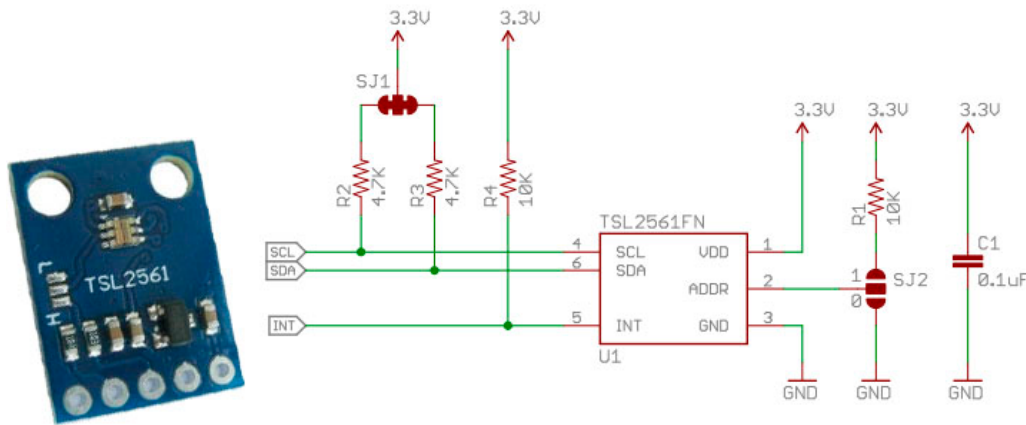 L
TSL2561
H
3.3V
3.3V
SJ1
R2
4.7K
R3
4.7K
R4
10K
SCL
SDA
INT
TSL2561FN
4
SCL
VDD
1
6
SDA
ADDR
2
5
INT
GND
3
U1
3.3V
3.3V
3.3V
R1
10K
1
0
SJ2
C1
0.1uF
GND
GND
GND